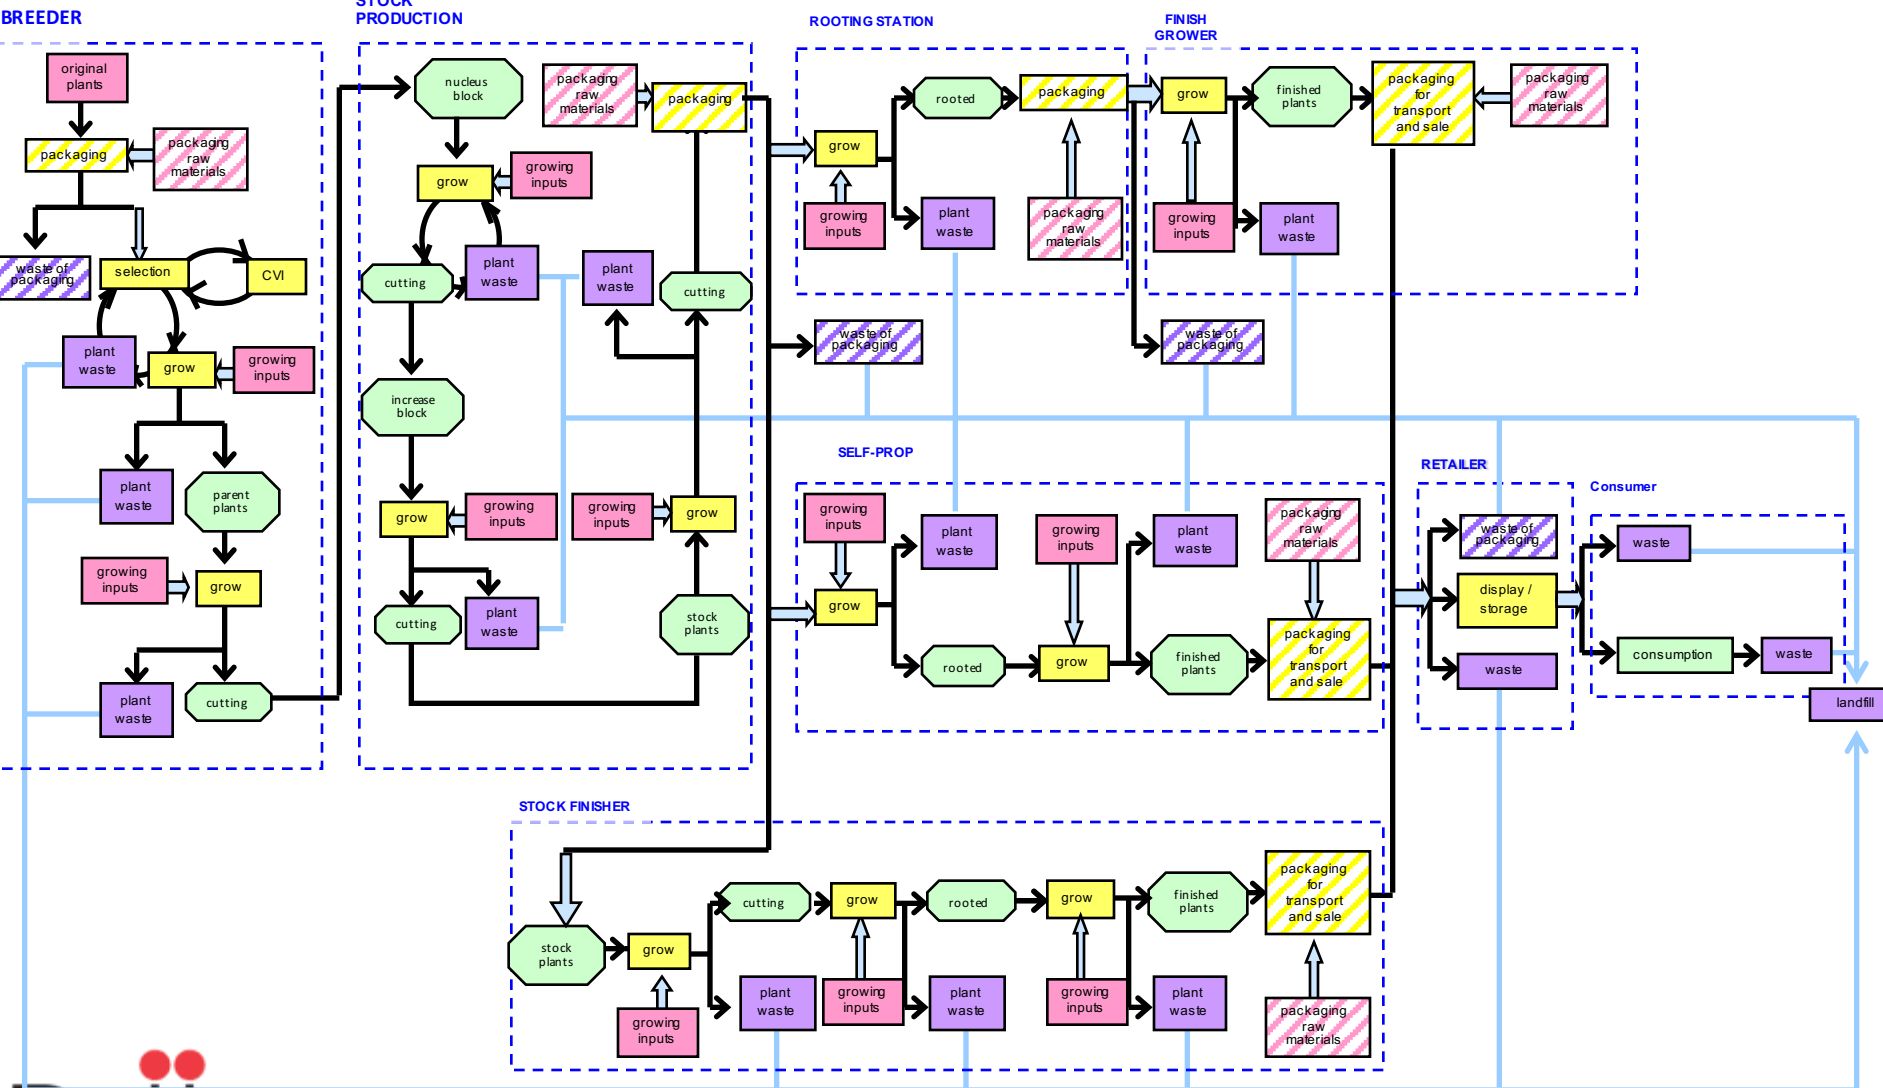 BREEDER
original
plants
packaging
packagng
raw
materials
waste of
packaging
selection
CVI
plant
waste
grow
growing
inputs
plant
waste
parent
plants
growing
inputs
grow
plant
waste
cutting
STOCK
PRODUCTION
nucleus
block
packaging
raw
materials
packaging
grow
growing
inputs
cutting
plant
waste
plant
waste
cutting
increase
block
grow
growing
inputs
growing
inputs
grow
cutting
plant
waste
stock
plants
ROOTING STATION
grow
growing
inputs
rooted
packaging
plant
waste
packagng
raw
materials
waste of
packaging
FINISH
GROWER
grow
finished
plants
packaging
for
transport
and sale
packaging
raw
materials
growing
inputs
plant
waste
waste of
packaging
SELF-PROP
growing
inputs
plant
waste
growing
inputs
plant
waste
packagng
raw
materials
grow
rooted
grow
finished
plants
packaging
for
transport
and sale
RETAILER
waste of
packaging
display /
storage
waste
Consumer
waste
consumption
waste
landfill
STOCK FINISHER
stock
plants
grow
growing
inputs
cutting
grow
rooted
grow
finished
plants
packaging
for
transport
and sale
plant
waste
growing
inputs
plant
waste
growing
inputs
plant
waste
packaging
raw
materials